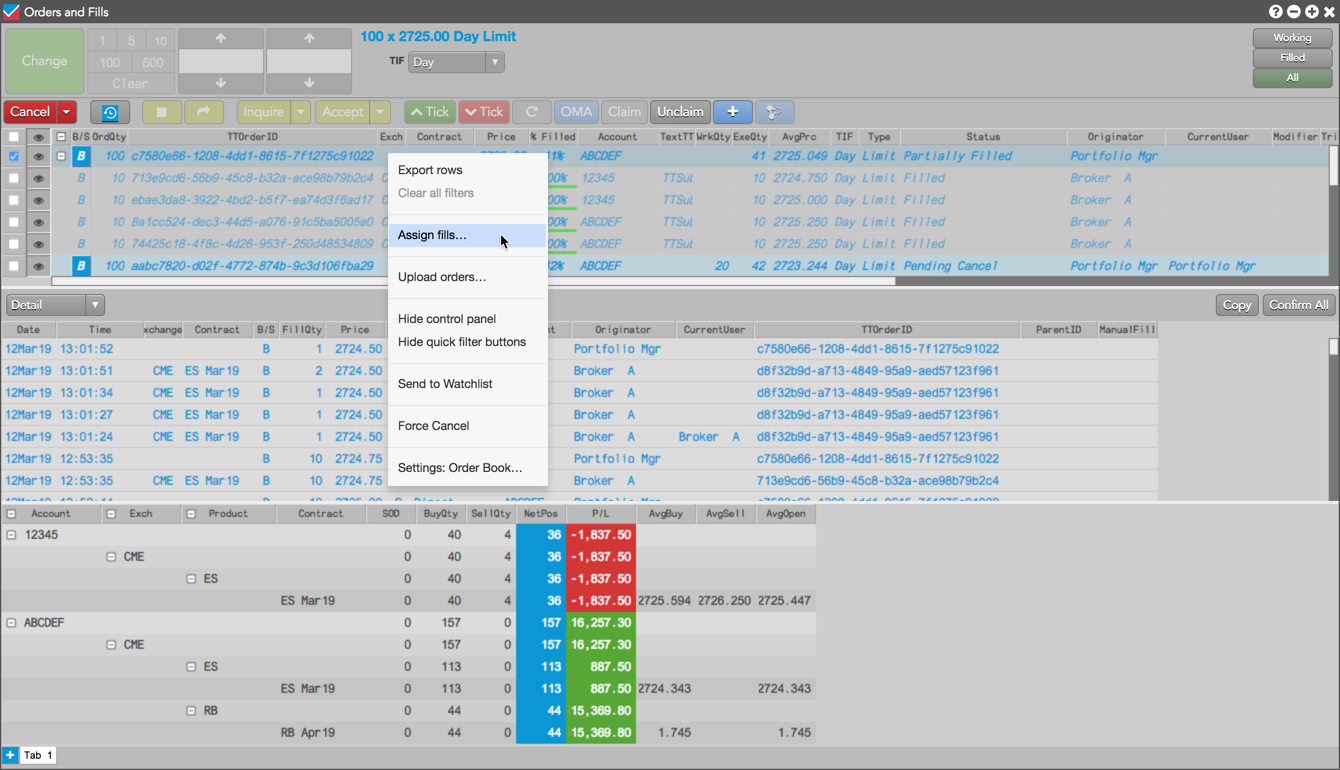 Orders and Fills
Change 1 5 10 100 500 Clear
100 x 2725.00 Day Limit
TIF Day
Working
Filled
All
Cancel Inquire Accept Tick Tick C OMA Claim Unclaim +
B/S OrdQty TTOrderID Exch Contract Price % Filled Account TextTT WrkQty ExeQty AvgPrc TIF Type Status Originator CurrentUser Modifier Tri
B 100 c7580e66-1208-4dd1-8615-7f1275c91022 ABCDEF 41 2725.049 Day Limit Partially Filled Portfolio Mgr
B 10 713e9cd6-56b9-45c8-b32a-ace98b79b2c4 12345 TTSul 10 2724.750 Day Limit Filled Broker A
B 10 ebae3da8-3922-4bd2-b5f7-ea74d3f6ad17 12345 TTSul 10 2725.000 Day Limit Filled Broker A
B 10 8a1cc524-dec3-44d5-a076-91c5ba5005e0 ABCDEF TTSul 10 2725.250 Day Limit Filled Broker A
B 10 74425c18-4f8c-4d26-953f-250d48534809 ABCDEF TTSul 10 2725.250 Day Limit Filled Broker A
B 100 aabc7820-d02f-4772-874b-9c3d106fba29 ABCDEF 20 42 2723.244 Day Limit Pending Cancel Portfolio Mgr Portfolio Mgr
Export rows
Clear all filters
Assign fills...
Upload orders...
Hide control panel
Hide quick filter buttons
Send to Watchlist
Force Cancel
Settings: Order Book...
Detail Copy Confirm All
Date Time xchange Contract B/S FillQty Price Originator CurrentUser TTOrderID ParentID ManualFill
12Mar19 13:01:52 B 1 2724.50 Portfolio Mgr c7580e66-1208-4dd1-8615-7f1275c91022
12Mar19 13:01:51 CME ES Mar19 B 2 2724.50 Broker A d8f32b9d-a713-4849-95a9-aed57123f961
12Mar19 13:01:34 CME ES Mar19 B 1 2724.50 Broker A d8f32b9d-a713-4849-95a9-aed57123f961
12Mar19 13:01:27 CME ES Mar19 B 1 2724.50 Broker A d8f32b9d-a713-4849-95a9-aed57123f961
12Mar19 13:01:24 CME ES Mar19 B 1 2724.50 Broker A Broker A d8f32b9d-a713-4849-95a9-aed57123f961
12Mar19 12:53:35 B 10 2724.75 Portfolio Mgr c7580e66-1208-4dd1-8615-7f1275c91022
12Mar19 12:53:35 CME ES Mar19 B 10 2724.75 Broker A 713e9cd6-56b9-45c8-b32a-ace98b79b2c4
Account Exch Product Contract SOD BuyQty SellQty NetPos P/L AvgBuy AvgSell AvgOpen
12345 0 40 4 36 -1,837.50
CME 0 40 4 36 -1,837.50
ES 0 40 4 36 -1,837.50
ES Mar19 0 40 4 36 -1,837.50 2725.594 2726.250 2725.447
ABCDEF 0 157 0 157 16,257.30
CME 0 157 0 157 16,257.30
ES 0 113 0 113 887.50
ES Mar19 0 113 0 113 887.50 2724.343 2724.343
RB 0 44 0 44 15,369.80
RB Apr19 0 44 0 44 15,369.80 1.745 1.745
+ Tab 1